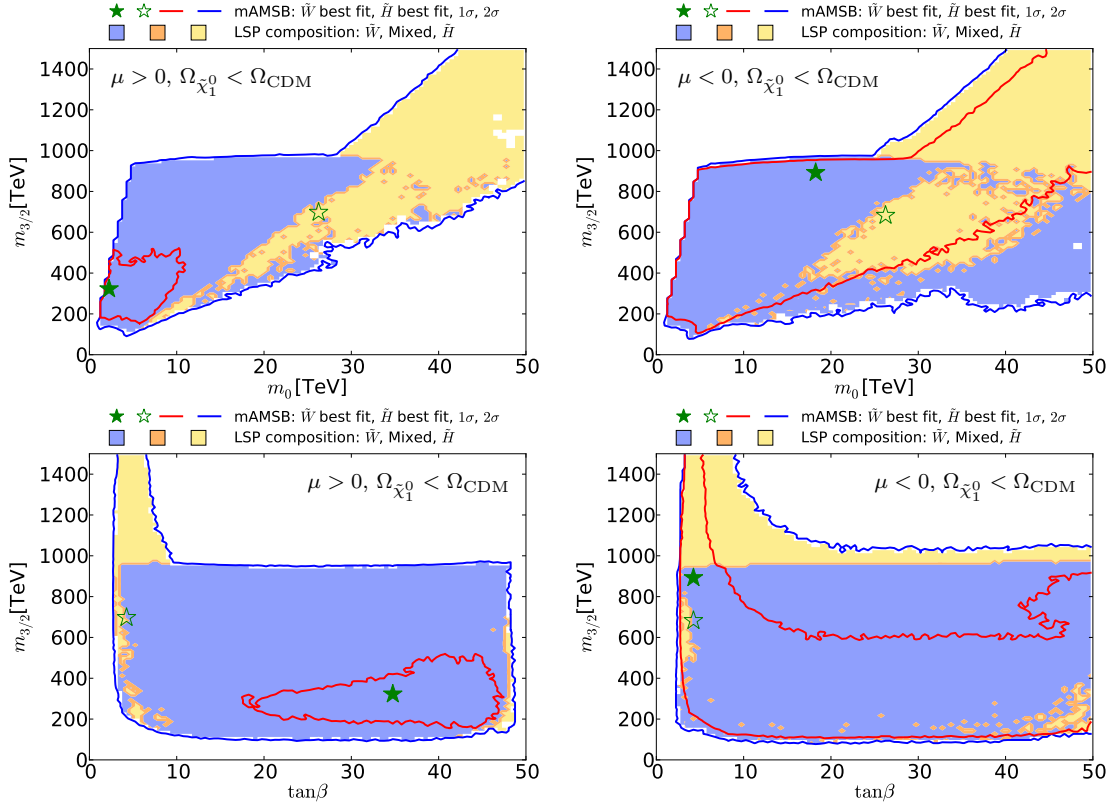 mAMSB: W̃ best fit, H̃ best fit, 1σ, 2σ
LSP composition: W̃, Mixed, H̃
μ > 0, Ω_{χ̃₁⁰} < Ω_CDM
m_{3/2}[TeV]
1400
1200
1000
800
600
400
200
0
0 10 20 30 40 50
m₀ [TeV]
mAMSB: W̃ best fit, H̃ best fit, 1σ, 2σ
LSP composition: W̃, Mixed, H̃
μ < 0, Ω_{χ̃₁⁰} < Ω_CDM
m_{3/2}[TeV]
1400
1200
1000
800
600
400
200
0
0 10 20 30 40 50
m₀ [TeV]
mAMSB: W̃ best fit, H̃ best fit, 1σ, 2σ
LSP composition: W̃, Mixed, H̃
μ > 0, Ω_{χ̃₁⁰} < Ω_CDM
m_{3/2}[TeV]
1400
1200
1000
800
600
400
200
0
0 10 20 30 40 50
tanβ
mAMSB: W̃ best fit, H̃ best fit, 1σ, 2σ
LSP composition: W̃, Mixed, H̃
μ < 0, Ω_{χ̃₁⁰} < Ω_CDM
m_{3/2}[TeV]
1400
1200
1000
800
600
400
200
0
0 10 20 30 40 50
tanβ